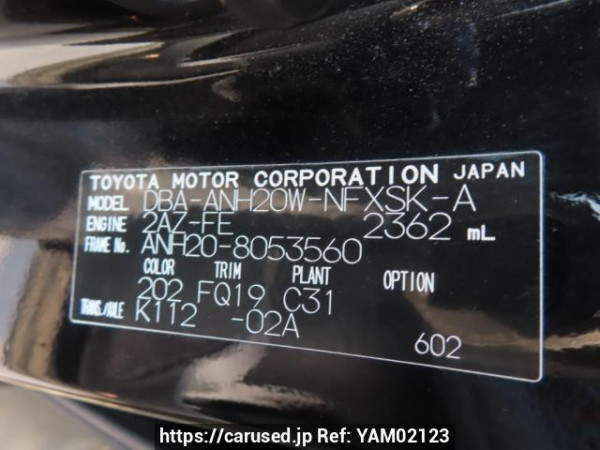 TOYOTA MOTOR CORPORATION JAPAN
MODEL DBA-ANH20W-NFXSK-A
ENGINE 2AZ-FE 2362 mL
FRAME No. ANH20-8053560
COLOR TRIM PLANT OPTION
202 FQ19 C31
TRANS./AXLE K112 -02A
602
https://carused.jp Ref: YAM02123